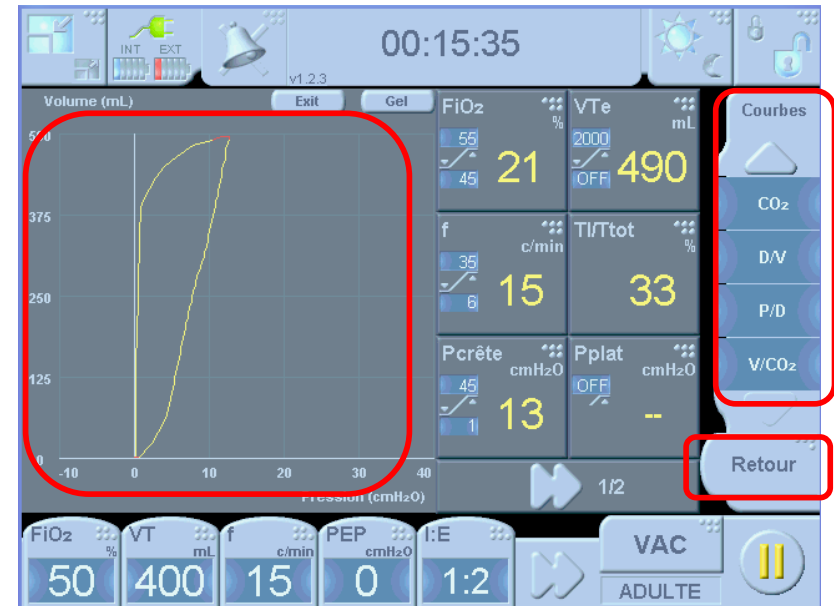 INT EXT
v1.2.3
00:15:35
Volume (mL)
Exit
Gel
375
250
125
0
-10 0 10 20 30 40
Pression (cmH2O)
FiO2 %
55
45
21
VTe mL
2000
OFF
490
f c/min
35
6
15
TI/Ttot %
33
Pcrête cmH2O
45
1
13
Pplat cmH2O
OFF
--
1/2
Courbes
CO2
D/V
P/D
V/CO2
Retour
FiO2 %
50
VT mL
400
f c/min
15
PEP cmH2O
0
I:E
1:2
VAC
ADULTE